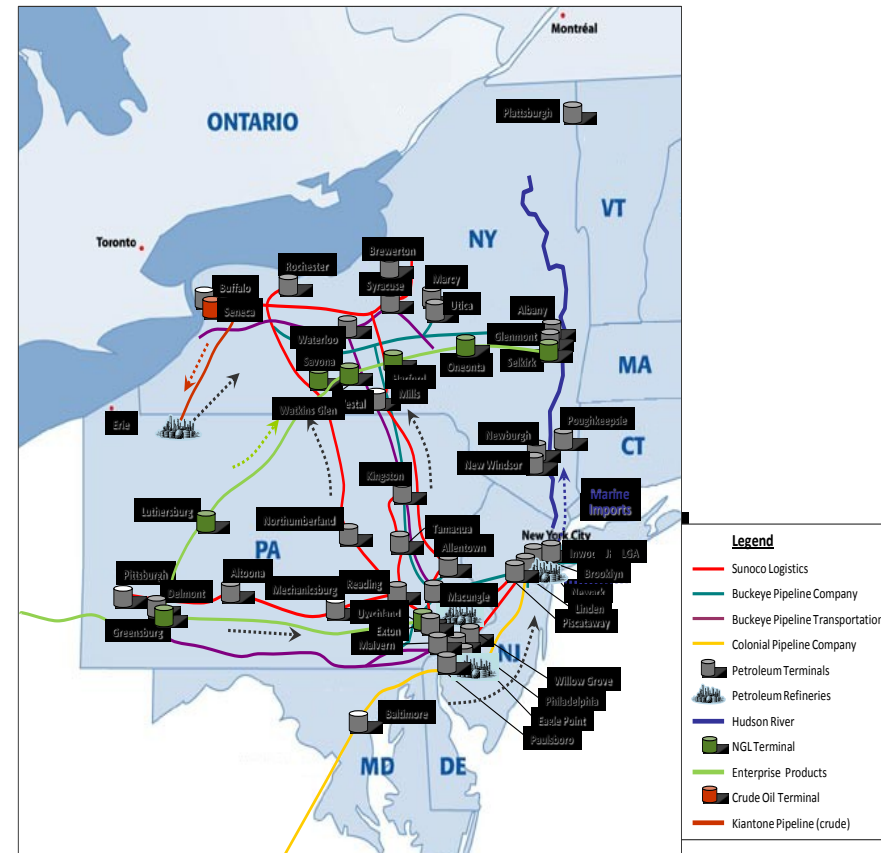 Montréal
Plattsburgh
ONTARIO
VT
NY
Toronto
Brewerton
Rochester
Marcy
Syracuse
Buffalo
Seneca
Utica
Albany
Waterloo
Glenmont
Savona
Oneonta
Selkirk
MA
Harford
Mills
Watkins Glen
Erie
Poughkeepsie
Newburgh
CT
New Windsor
Kingston
Marine
Imports
Luthersburg
Northumberland
Tamaqua
New York City
PA
Allentown
Inwood
LGA
Brooklyn
Pittsburgh
Altoona
Reading
Delmont
Mechanicsburg
Macungie
Newark
Linden
Piscataway
Greensburg
Exton
Malvern
NJ
Willow Grove
Philadelphia
Eagle Point
Paulsboro
Baltimore
MD
DE
Legend
Sunoco Logistics
Buckeye Pipeline Company
Buckeye Pipeline Transportation
Colonial Pipeline Company
Petroleum Terminals
Petroleum Refineries
Hudson River
NGL Terminal
Enterprise Products
Crude Oil Terminal
Kiantone Pipeline (crude)